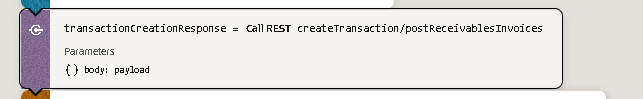 transactionCreationResponse = Call REST createTransaction/postReceivablesInvoices
Parameters
{ } body: payload